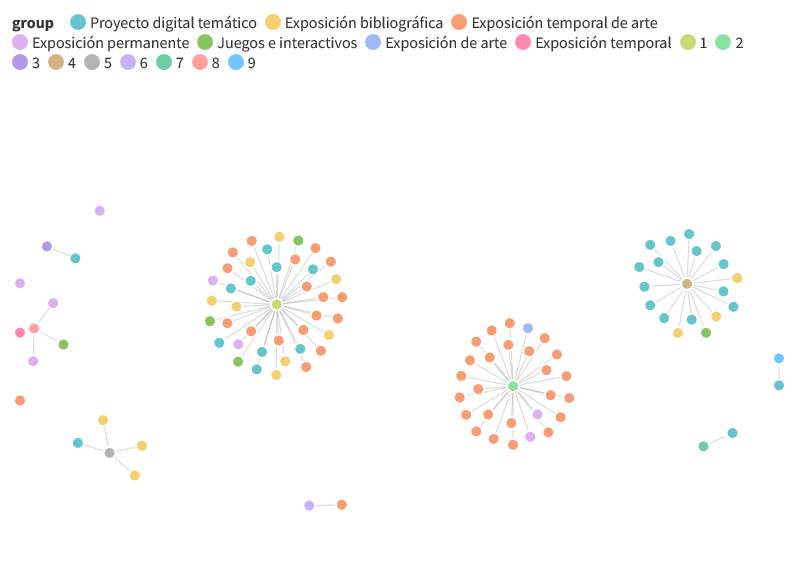 group Proyecto digital temático Exposición bibliográfica Exposición temporal de arte
Exposición permanente Juegos e interactivos Exposición de arte Exposición temporal 1 2
3 4 5 6 7 8 9